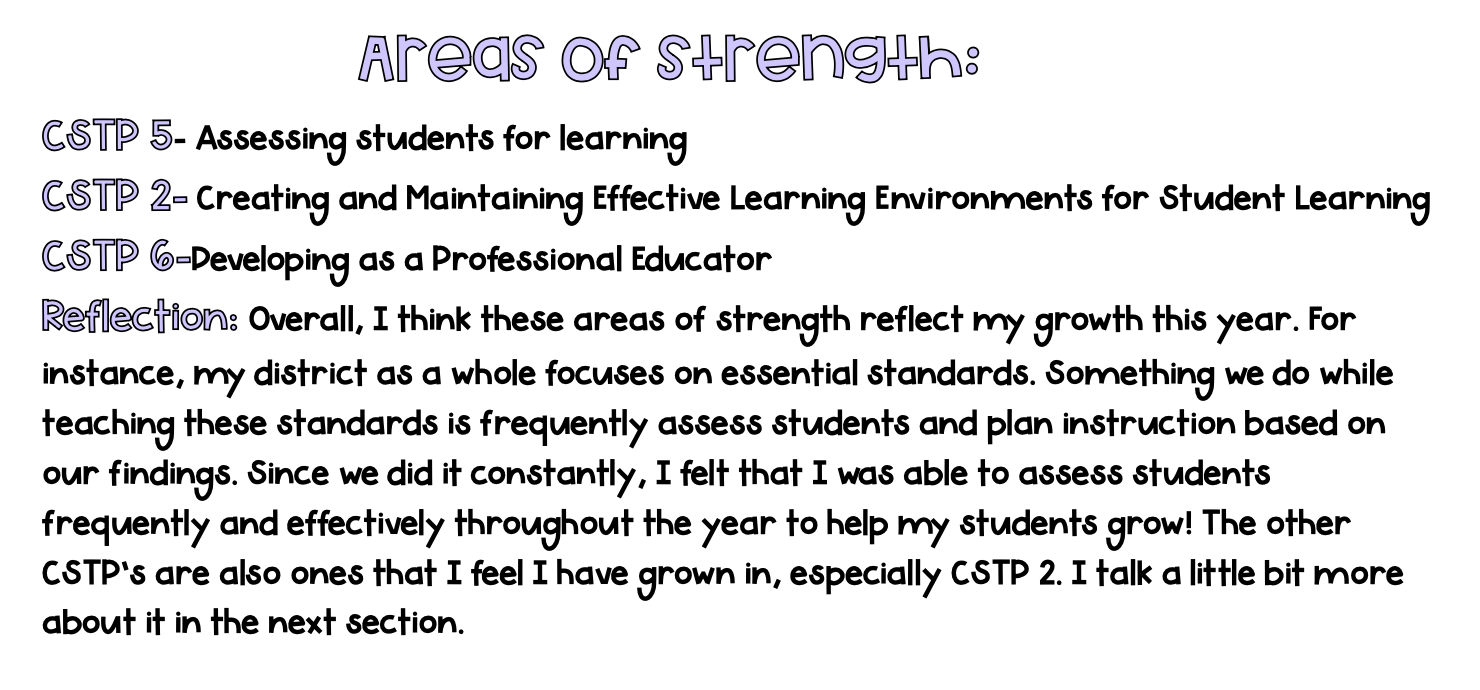 Areas of strength:
CSTP 5- Assessing students for learning
CSTP 2- Creating and Maintaining Effective Learning Environments for Student Learning
CSTP 6-Developing as a Professional Educator
Reflection: Overall, I think these areas of strength reflect my growth this year. For
instance, my district as a whole focuses on essential standards. Something we do while
teaching these standards is frequently assess students and plan instruction based on
our findings. Since we did it constantly, I felt that I was able to assess students
frequently and effectively throughout the year to help my students grow! The other
CSTP's are also ones that I feel I have grown in, especially CSTP 2. I talk a little bit more
about it in the next section.